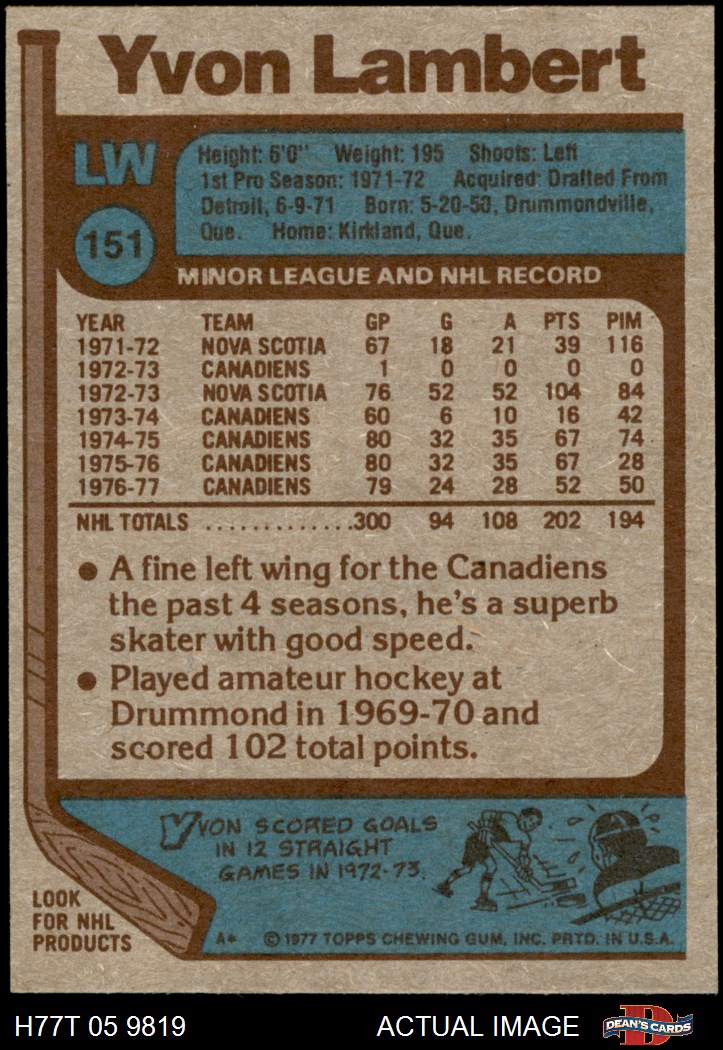 Yvon Lambert
LW
151
Height: 6'0" Weight: 195 Shoots: Left
1st Pro Season: 1971-72 Acquired: Drafted From
Detroit, 6-9-71 Born: 5-20-50, Drummondville,
Que. Home: Kirkland, Que.
MINOR LEAGUE AND NHL RECORD
YEAR TEAM GP G A PTS PIM
1971-72 NOVA SCOTIA 67 18 21 39 116
1972-73 CANADIENS 1 0 0 0 0
1972-73 NOVA SCOTIA 76 52 52 104 84
1973-74 CANADIENS 60 6 10 16 42
1974-75 CANADIENS 80 32 35 67 74
1975-76 CANADIENS 80 32 35 67 28
1976-77 CANADIENS 79 24 28 52 50
NHL TOTALS .............300 94 108 202 194
• A fine left wing for the Canadiens
the past 4 seasons, he's a superb
skater with good speed.
• Played amateur hockey at
Drummond in 1969-70 and
scored 102 total points.
YVON SCORED GOALS
IN 12 STRAIGHT
GAMES IN 1972-73.
LOOK
FOR NHL
PRODUCTS
A* © 1977 TOPPS CHEWING GUM, INC. PRTD. IN U.S.A.
H77T 05 9819 ACTUAL IMAGE D DEAN'S CARDS